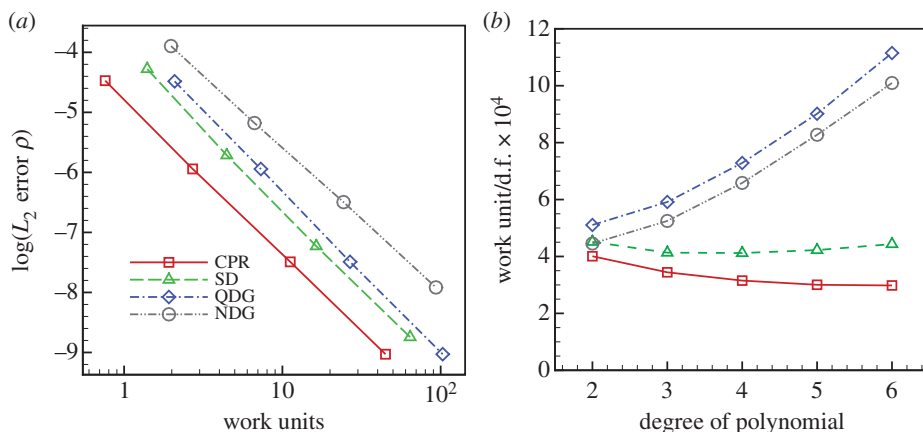 (a)
–4
–5
–6
–7
–8
–9
log(L₂ error ρ)
CPR
SD
QDG
NDG
1
10
10²
work units
(b)
12
10
8
6
4
2
0
work unit/d.f. × 10⁴
2
3
4
5
6
degree of polynomial